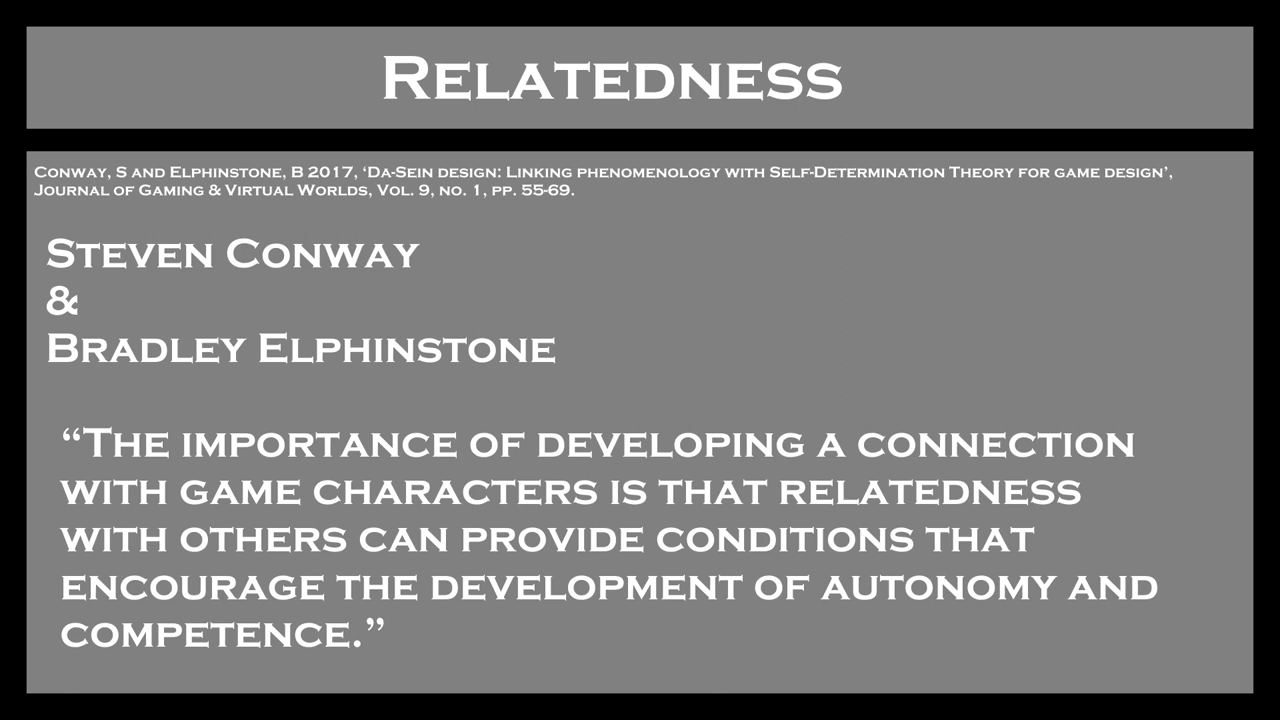 Relatedness
Conway, S and Elphinstone, B 2017, ‘Da-Sein design: Linking phenomenology with Self-Determination Theory for game design’,
Journal of Gaming & Virtual Worlds, Vol. 9, no. 1, pp. 55-69.
Steven Conway
&
Bradley Elphinstone
“The importance of developing a connection
with game characters is that relatedness
with others can provide conditions that
encourage the development of autonomy and
competence.”